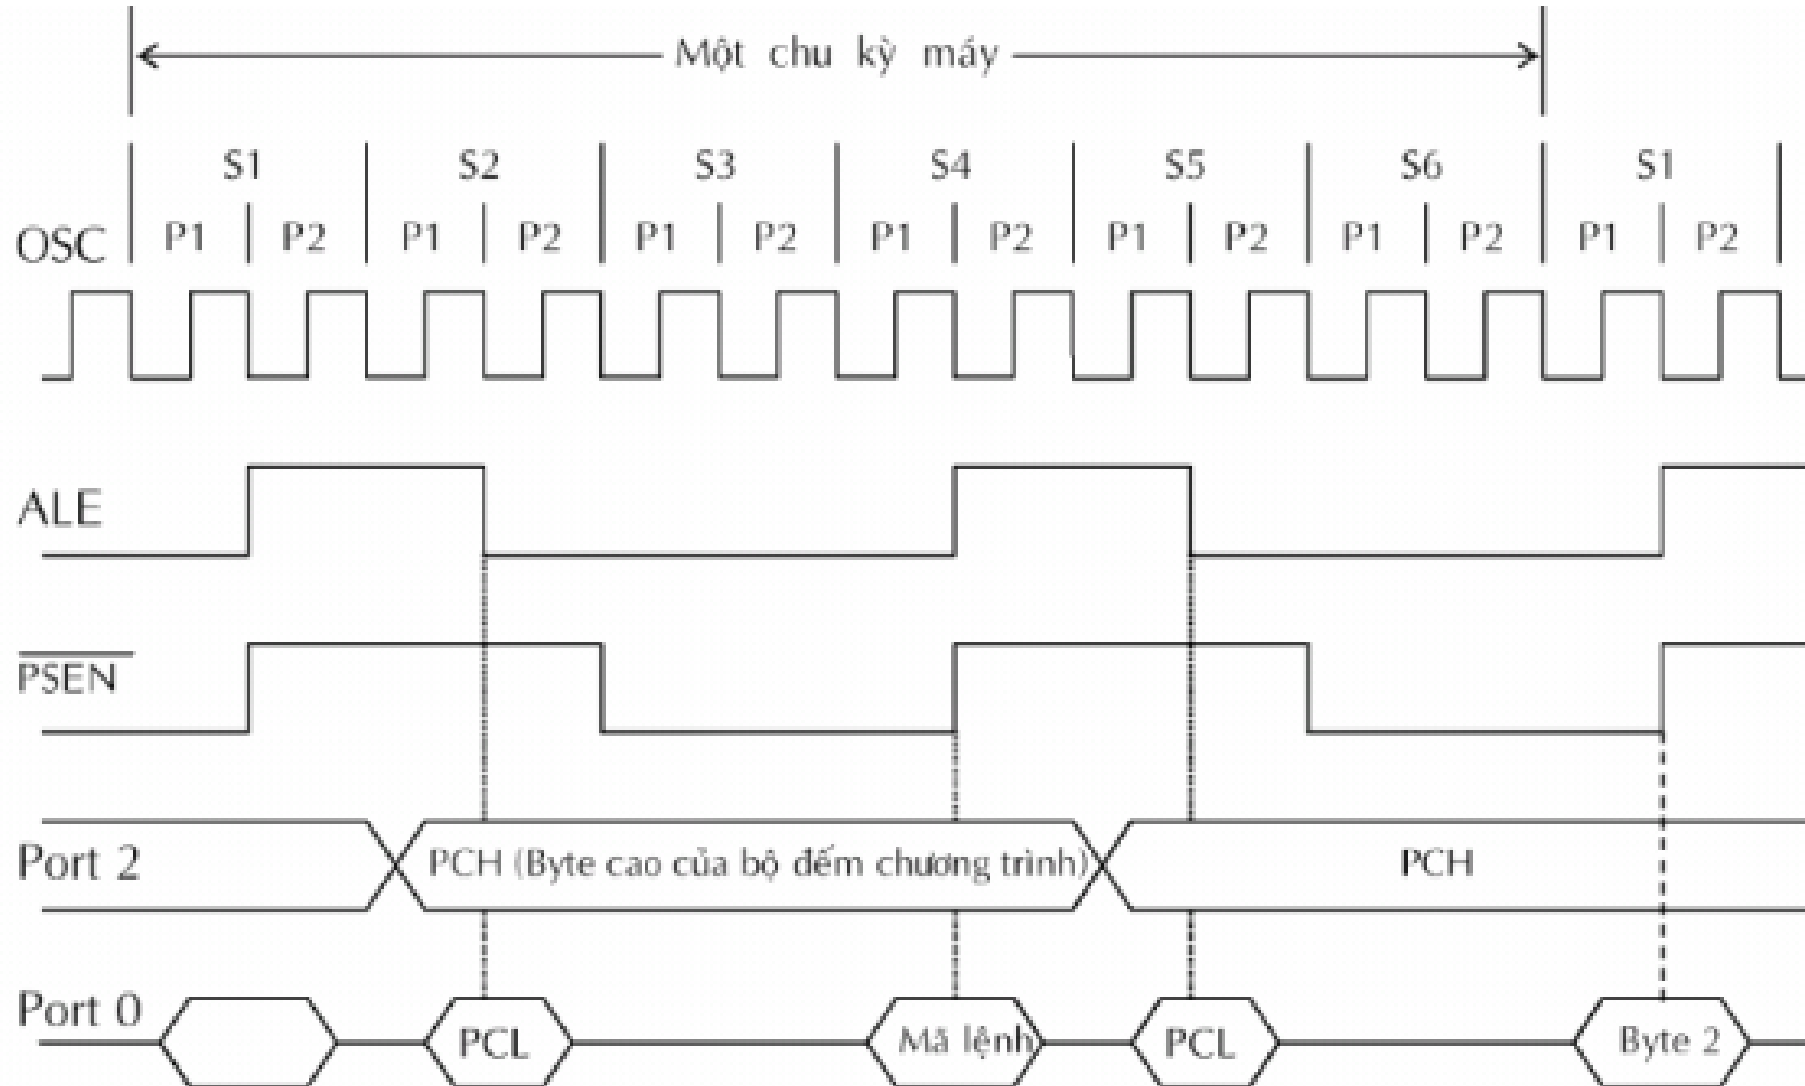 Một chu kỳ máy
S1 S2 S3 S4 S5 S6 S1
OSC P1 P2 P1 P2 P1 P2 P1 P2 P1 P2 P1 P2 P1 P2
ALE
PSEN
Port 2 PCH (Byte cao của bộ đếm chương trình) PCH
Port 0 PCL Mã lệnh PCL Byte 2